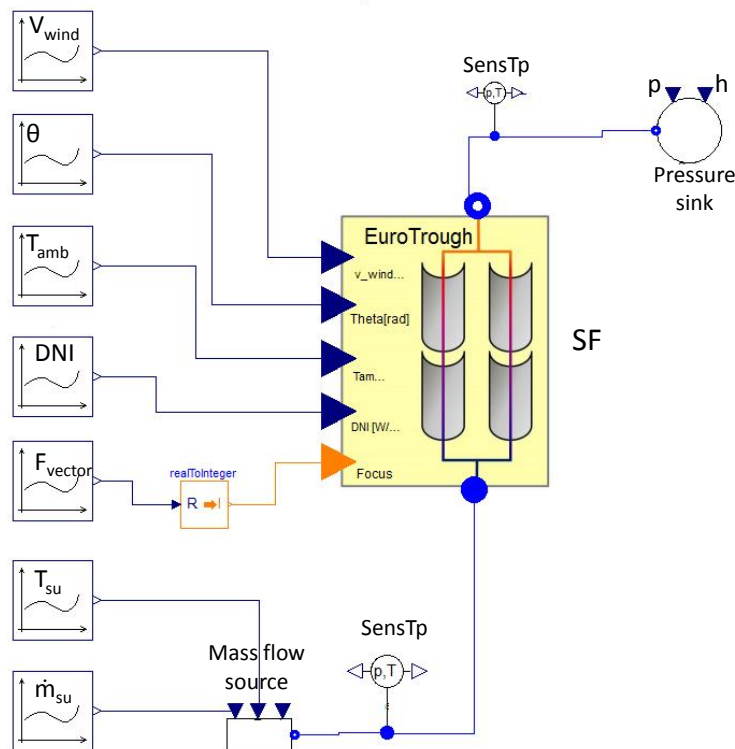 V_wind
θ
T_amb
DNI
F_vector
realToInteger
R I
T_su
ṁ_su
Mass flow
source
SensTp
p,T
SensTp
p,T
p h
Pressure
sink
EuroTrough
v_wind...
Theta[rad]
Tam...
DNI [W/...
Focus
SF